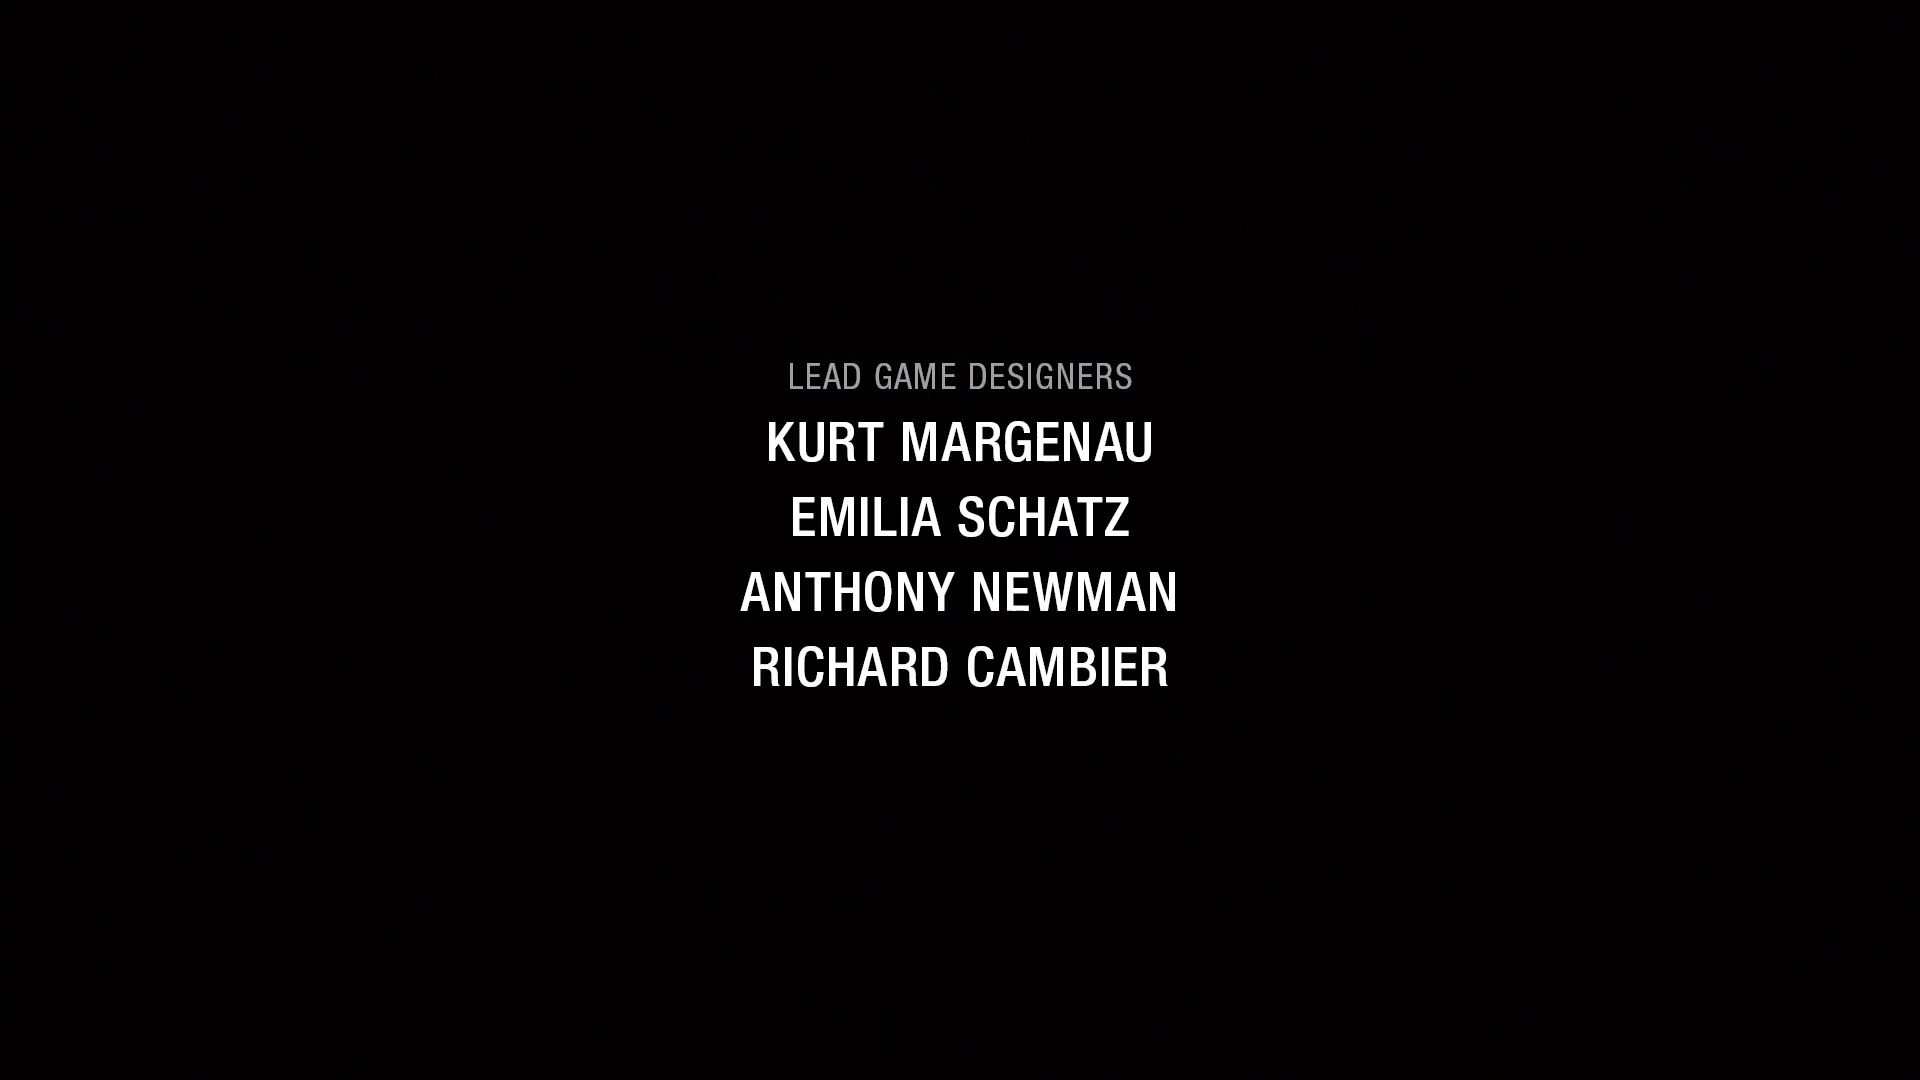 LEAD GAME DESIGNERS
KURT MARGENAU
EMILIA SCHATZ
ANTHONY NEWMAN
RICHARD CAMBIER